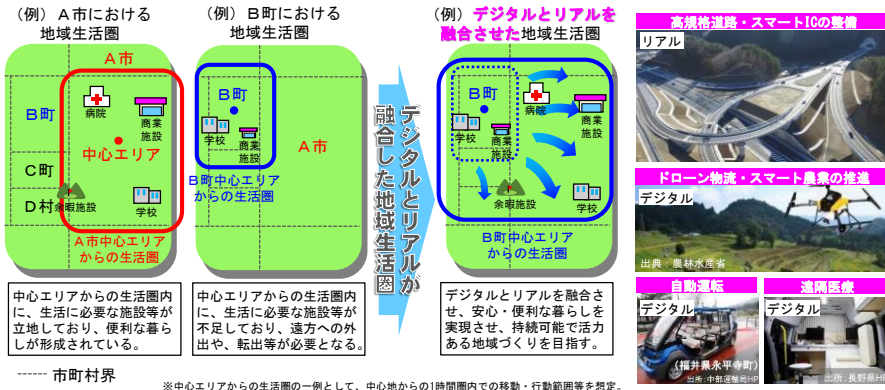 (例)A市における
地域生活圏
A市
B町
病院
商業
施設
中心エリア
C町
D村
余暇施設
学校
A市中心エリア
からの生活圏
中心エリアからの生活圏内
に、生活に必要な施設等が
立地しており、便利な暮ら
しが形成されている。
------ 市町村界
(例)B町における
地域生活圏
B町
学校
商業
施設
A市
B町中心エリア
からの生活圏
中心エリアからの生活圏内
に、生活に必要な施設等が
不足しており、遠方への外
出や、転出等が必要となる。
デジタルとリアルが
融合した地域生活圏
(例)デジタルとリアルを
融合させた地域生活圏
B町
病院
商業
施設
学校
商業
施設
余暇施設
学校
B町中心エリア
からの生活圏
デジタルとリアルを融合さ
せ、安心・便利な暮らしを
実現させ、持続可能で活力
ある地域づくりを目指す。
※中心エリアからの生活圏の一例として、中心地からの1時間圏内での移動・行動範囲等を想定。
高規格道路・スマートICの整備
リアル
ドローン物流・スマート農業の推進
デジタル
出典:農林水産省
自動運転
デジタル
(福井県永平寺町)
出所:中部運輸局HP
遠隔医療
デジタル
出所:長野県HP